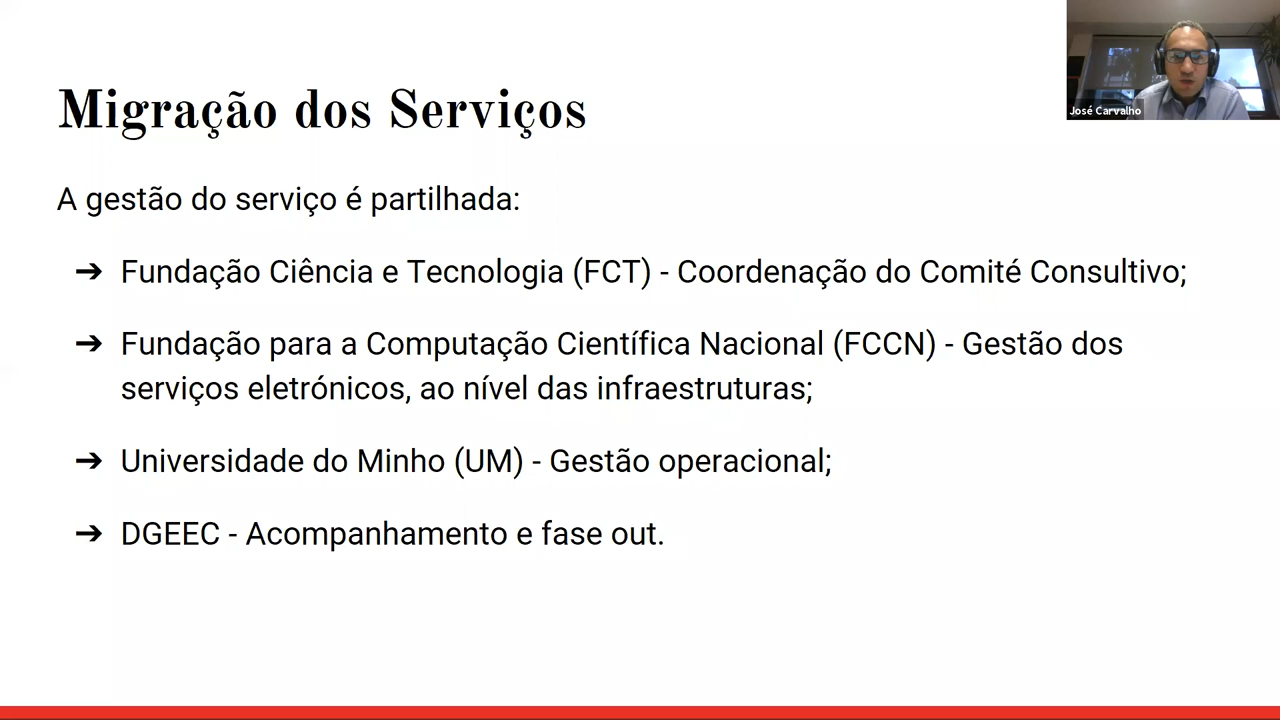 José Carvalho
Migração dos Serviços
A gestão do serviço é partilhada:
➔ Fundação Ciência e Tecnologia (FCT) - Coordenação do Comité Consultivo;
➔ Fundação para a Computação Científica Nacional (FCCN) - Gestão dos
serviços eletrónicos, ao nível das infraestruturas;
➔ Universidade do Minho (UM) - Gestão operacional;
➔ DGEEC - Acompanhamento e fase out.